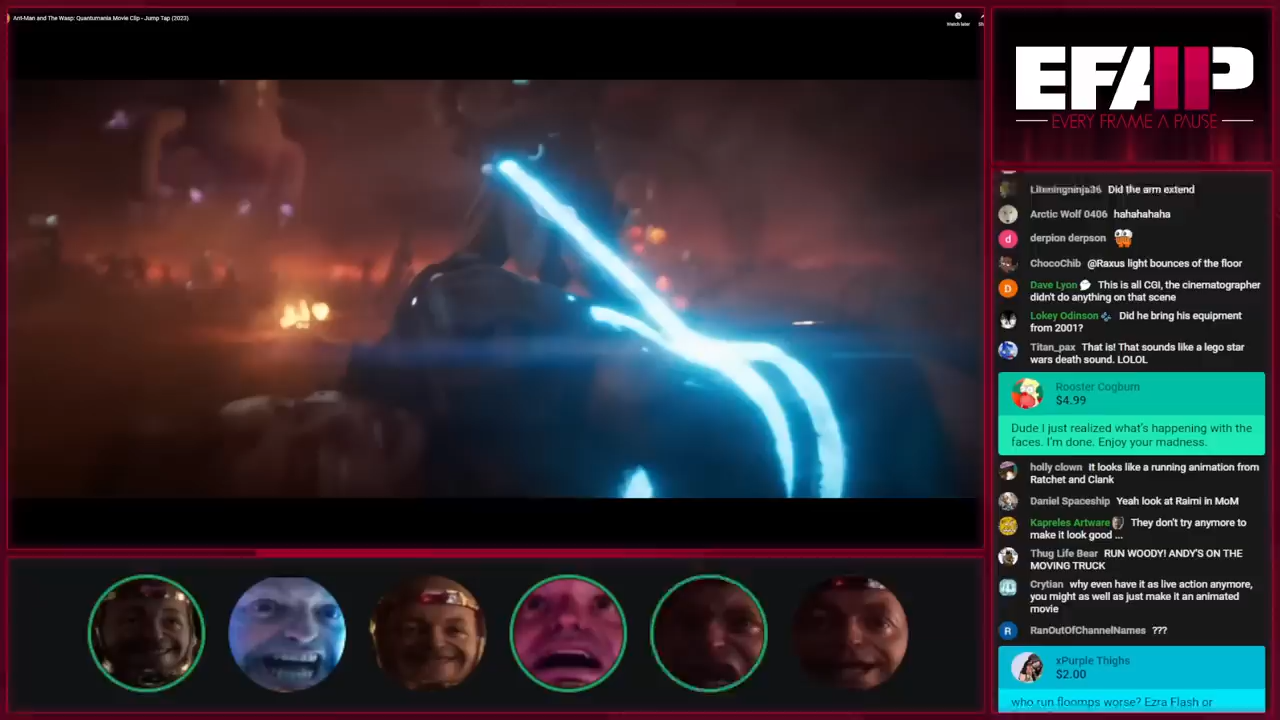 Ant-Man and The Wasp: Quantumania Movie Clip - Jump Tap (2023)
Watch later
EFAP
EVERY FRAME A PAUSE
Liteningninja36 Did the arm extend
Arctic Wolf 0406 hahahahaha
derpion derpson
ChocoChib @Raxus light bounces of the floor
Dave Lyon This is all CGI, the cinematographer
didn't do anything on that scene
Lokey Odinson Did he bring his equipment
from 2001?
Titan_pax That is! That sounds like a lego star
wars death sound. LOLOL
Rooster Cogburn
$4.99
Dude I just realized what's happening with the
faces. I'm done. Enjoy your madness.
holly clown It looks like a running animation from
Ratchet and Clank
Daniel Spaceship Yeah look at Raimi in MoM
Kapreles Artware They don't try anymore to
make it look good ...
Thug Life Bear RUN WOODY! ANDY'S ON THE
MOVING TRUCK
Crytian why even have it as live action anymore,
you might as well as just make it an animated
movie
R
RanOutOfChannelNames ???
xPurple Thighs
$2.00
who run floomps worse? Ezra Flash or